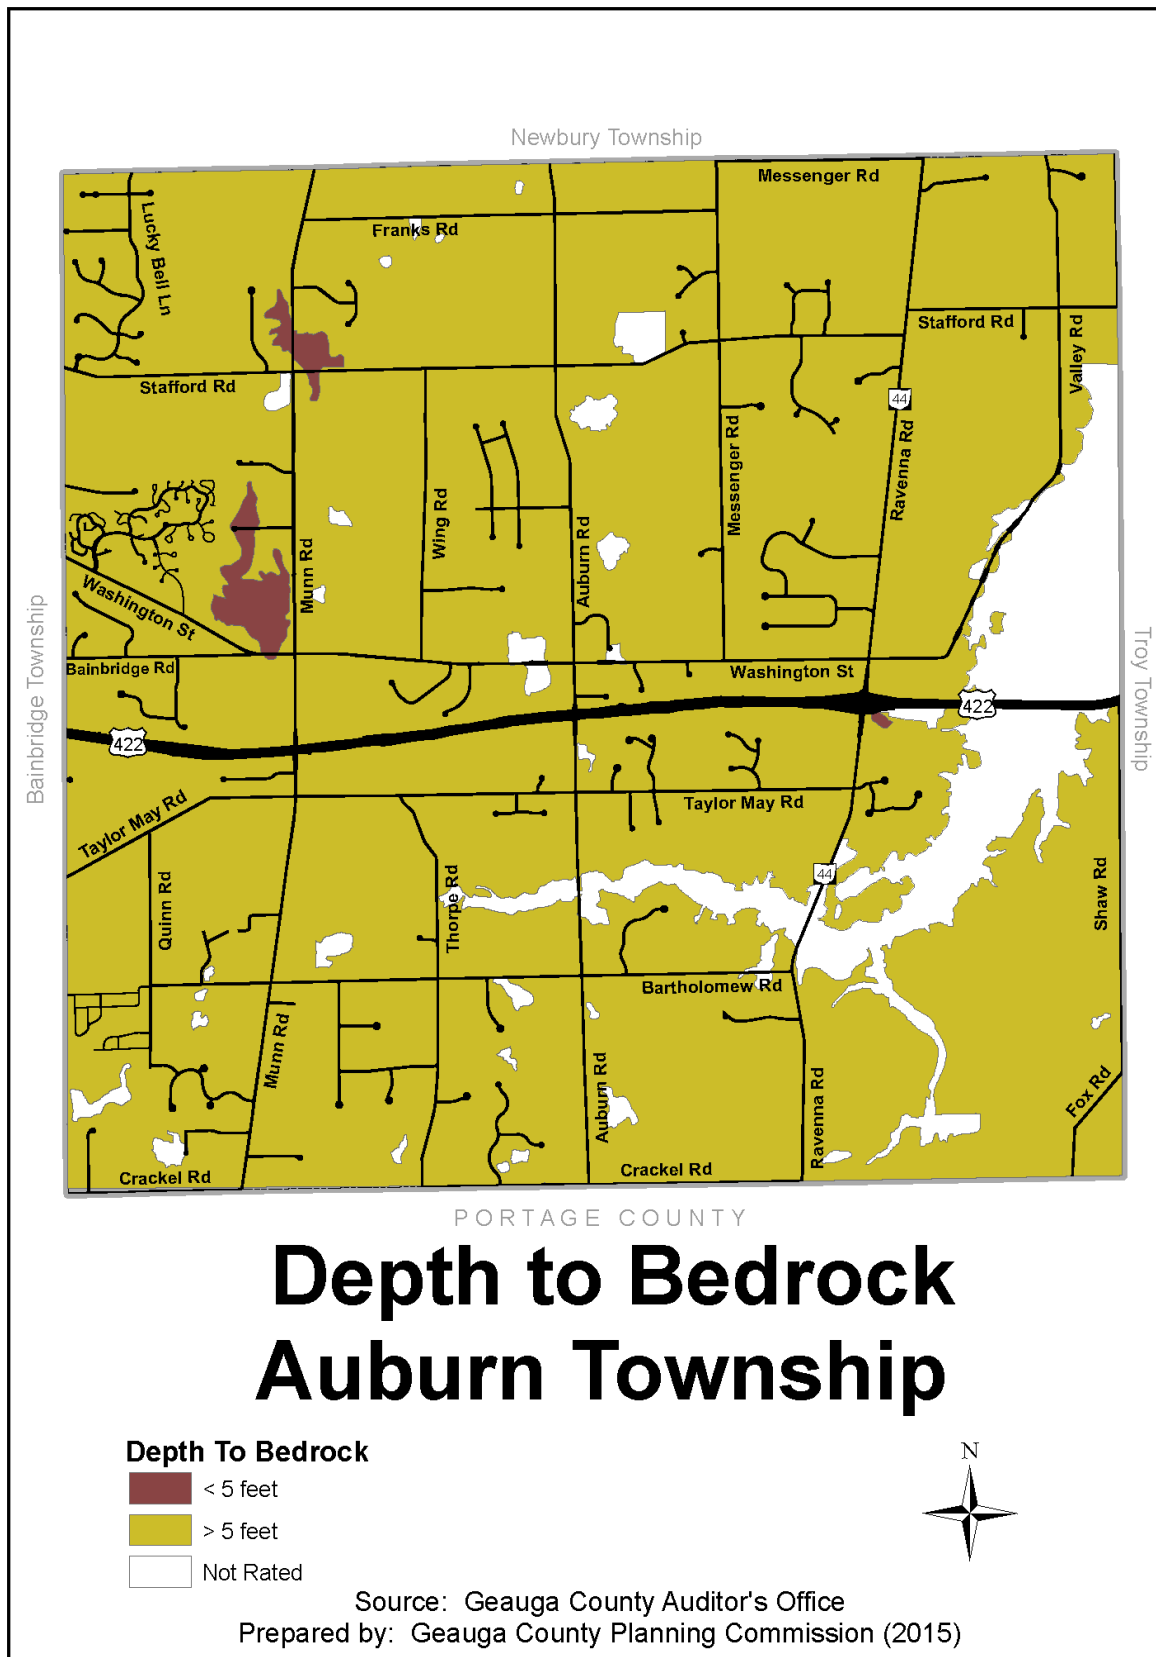 Newbury Township
Messenger Rd
Lucky Bell Ln
Franks Rd
Stafford Rd
Valley Rd
Stafford Rd
44
Ravenna Rd
Messenger Rd
Wing Rd
Auburn Rd
Munn Rd
Washington St
Bainbridge Township
Troy Township
Bainbridge Rd
Washington St
422
422
Taylor May Rd
Taylor May Rd
44
Shaw Rd
Quinn Rd
Thorpe Rd
Bartholomew Rd
Munn Rd
Auburn Rd
Ravenna Rd
Fox Rd
Crackel Rd
Crackel Rd
PORTAGE COUNTY
Depth to Bedrock
Auburn Township
Depth To Bedrock
< 5 feet
> 5 feet
Not Rated
N
Source: Geauga County Auditor's Office
Prepared by: Geauga County Planning Commission (2015)